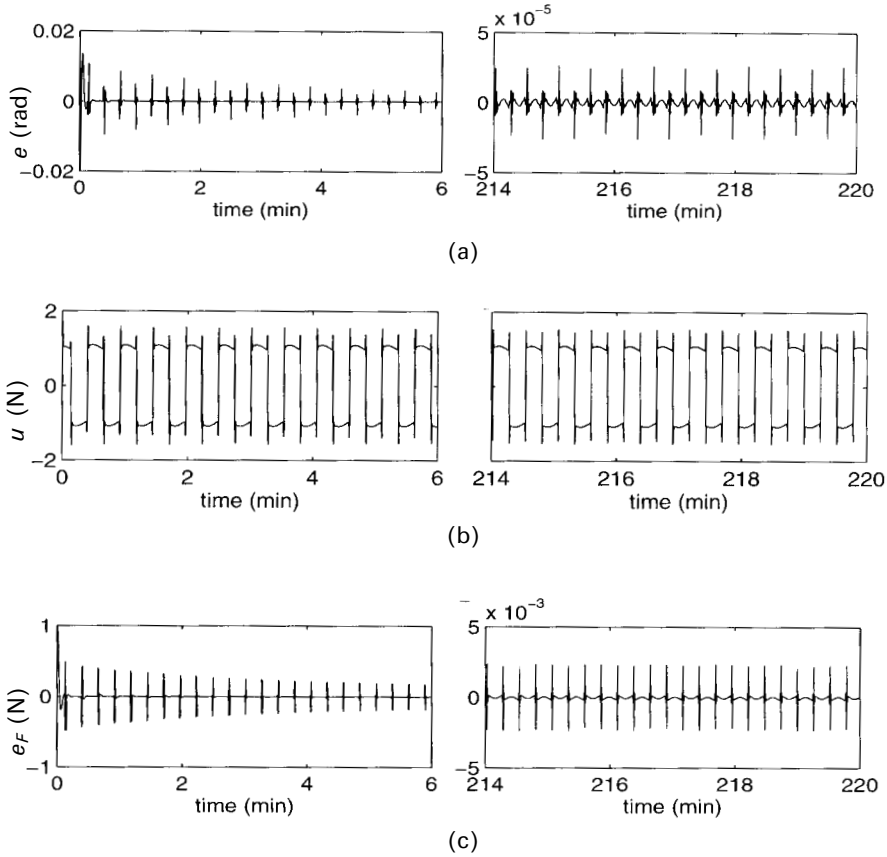 × 10⁻⁵
0.02 5
e (rad) 0 0
−0.02 −5
0 2 4 6 214 216 218 220
time (min) time (min)
(a)
2
u (N) 0
−2
0 2 4 6 214 216 218 220
time (min) time (min)
(b)
× 10⁻³
1 5
e_F (N) 0 0
−1 −5
0 2 4 6 214 216 218 220
time (min) time (min)
(c)